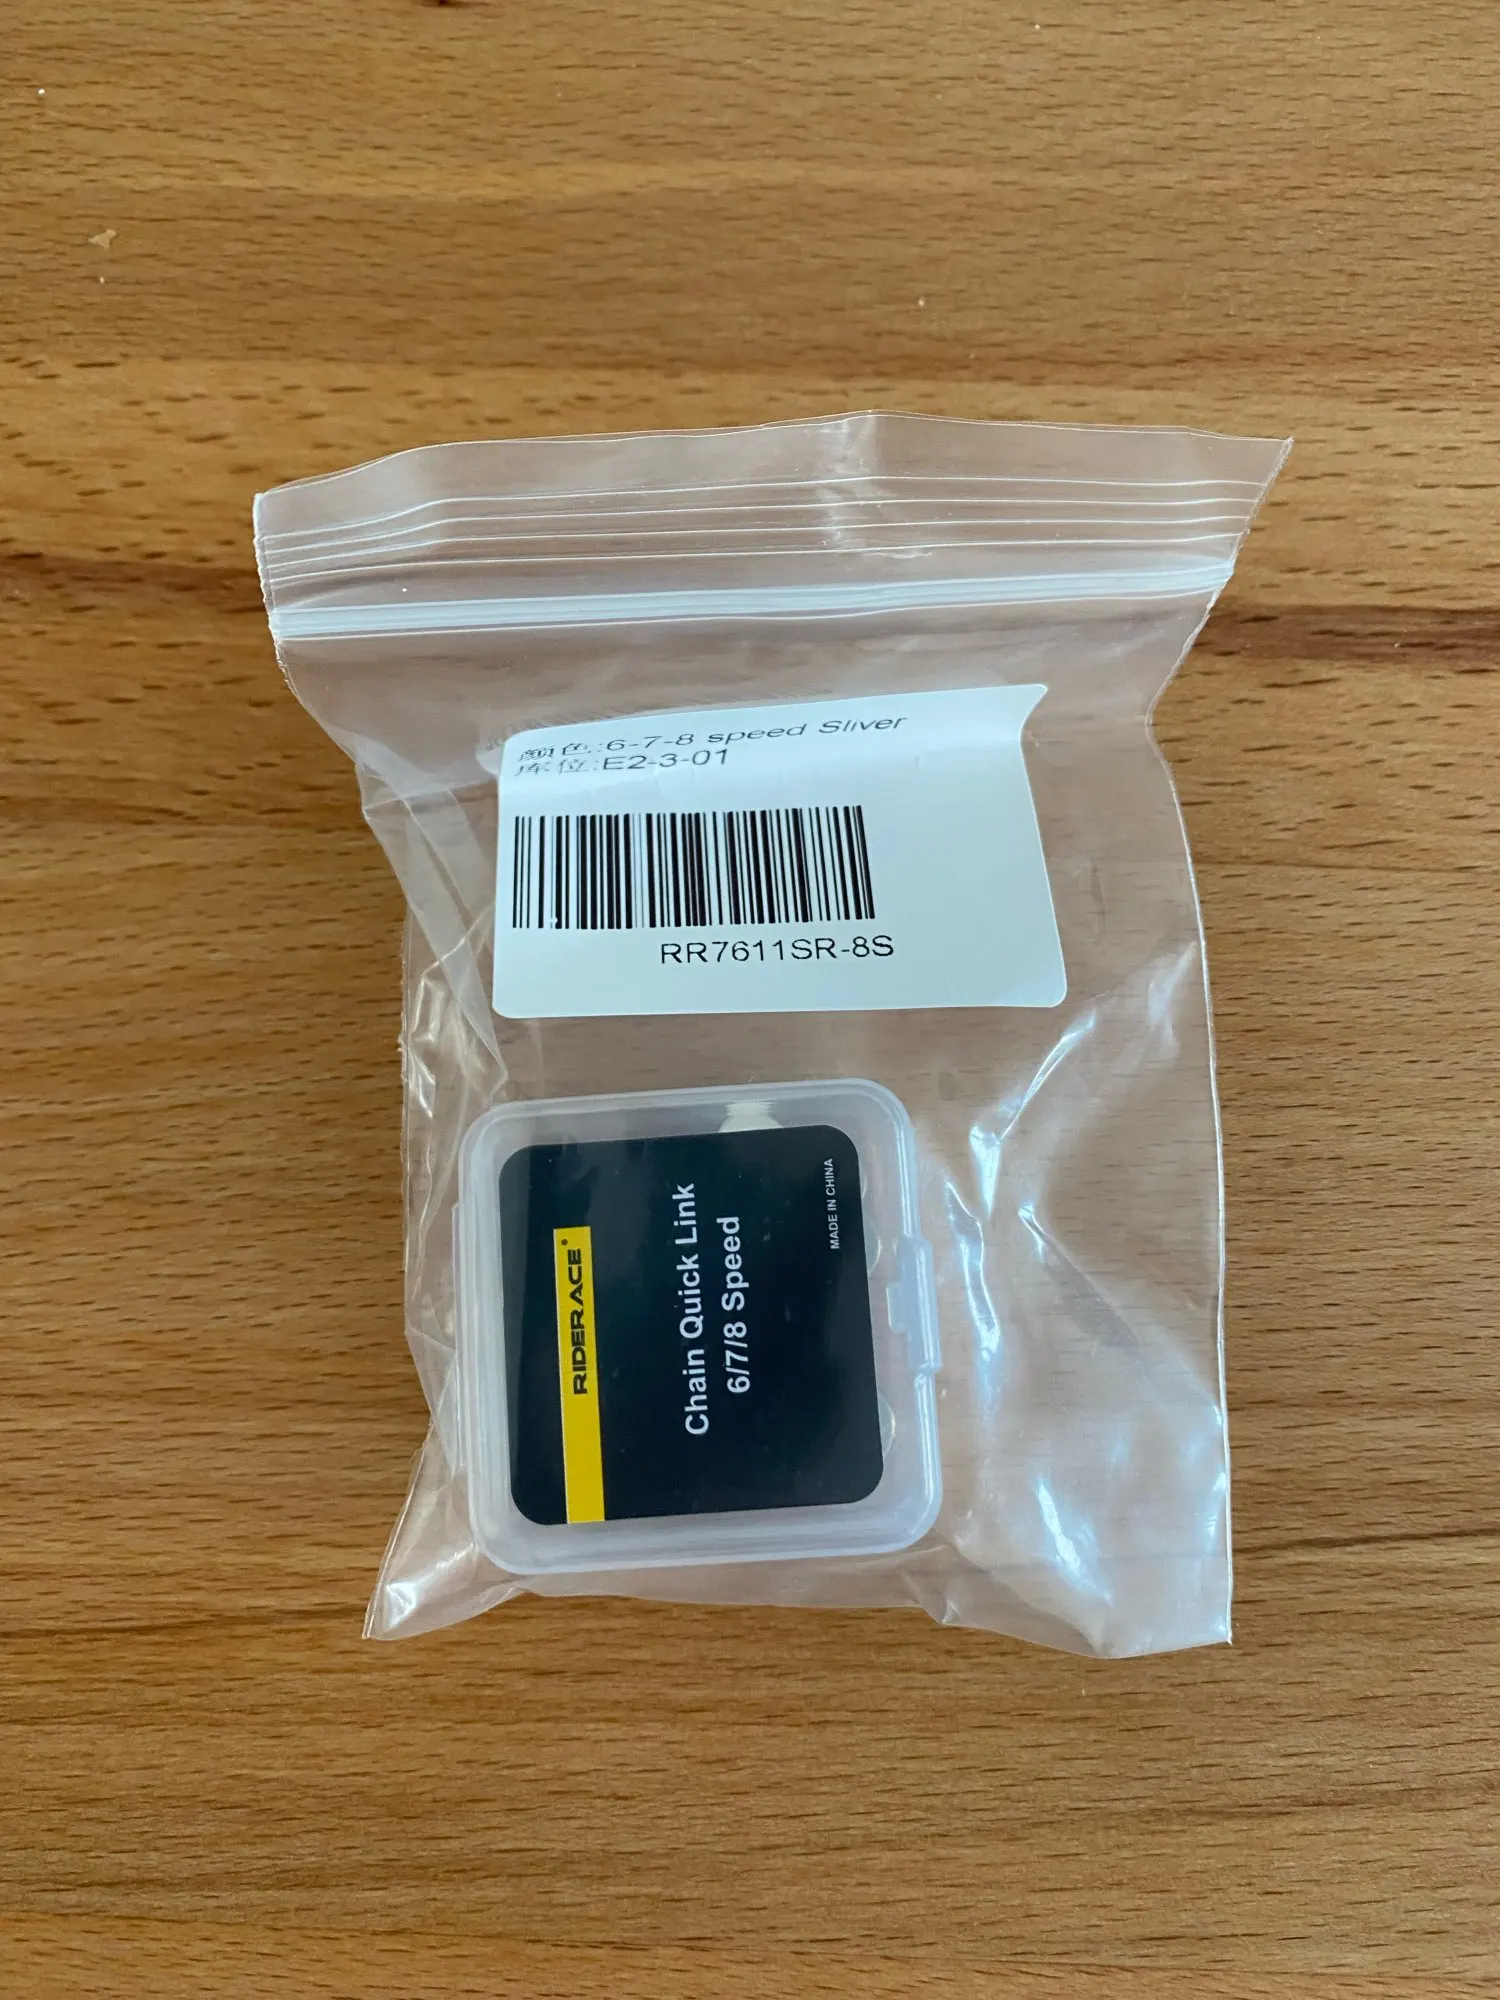 颜色:6-7-8 speed Sliver
库位:E2-3-01
RR7611SR-8S
RIDERACE®
Chain Quick Link
6/7/8 Speed
MADE IN CHINA